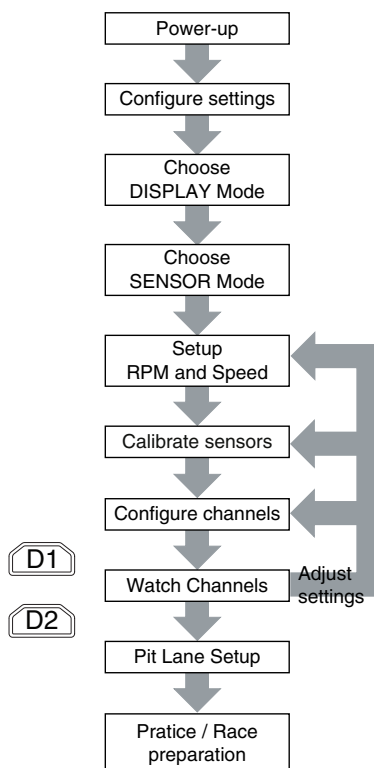 Power-up
Configure settings
Choose
DISPLAY Mode
Choose
SENSOR Mode
Setup
RPM and Speed
Calibrate sensors
Configure channels
D1
Watch Channels
Adjust
settings
D2
Pit Lane Setup
Pratice / Race
preparation